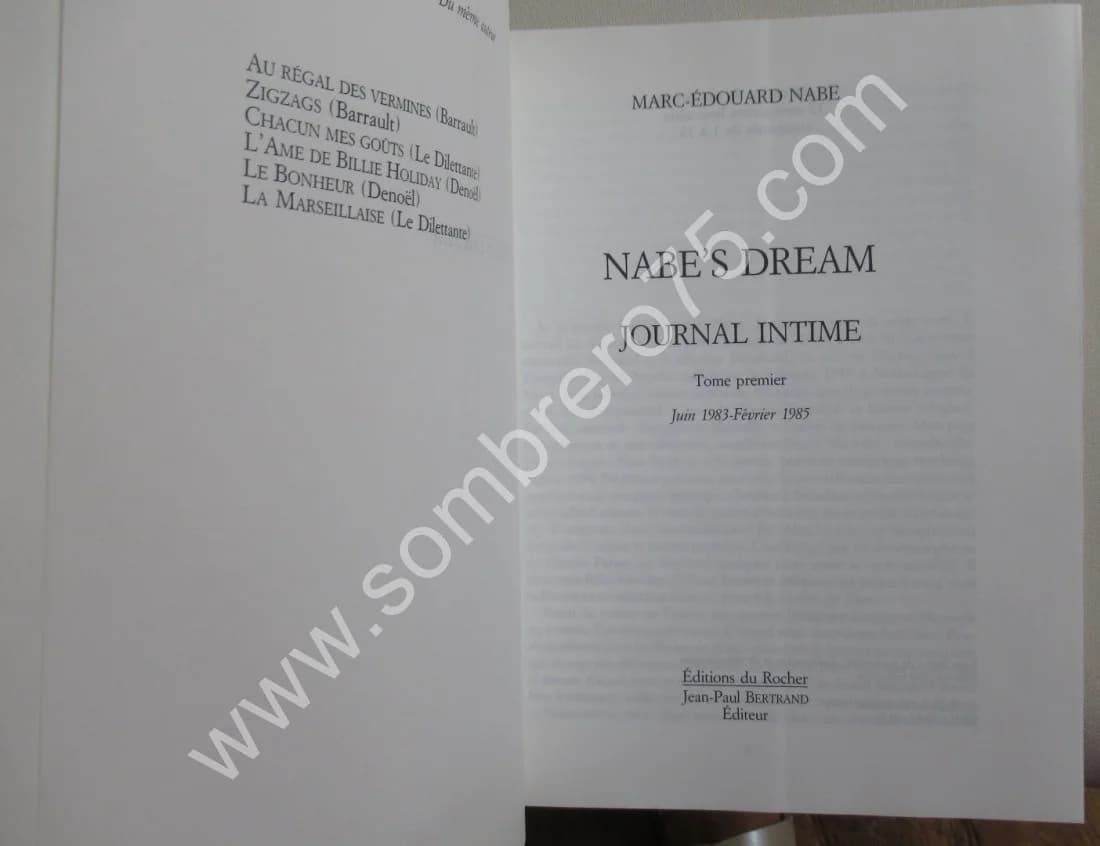 Du même auteur
AU RÉGAL DES VERMINES (Barrault)
ZIGZAGS (Barrault)
CHACUN MES GOÛTS (Le Dilettante)
L'AME DE BILLIE HOLIDAY (Denoël)
LE BONHEUR (Denoël)
LA MARSEILLAISE (Le Dilettante)
MARC-ÉDOUARD NABE
NABE'S DREAM
JOURNAL INTIME
Tome premier
Juin 1983-Février 1985
Éditions du Rocher
Jean-Paul BERTRAND
Éditeur
www.sombrero75.com